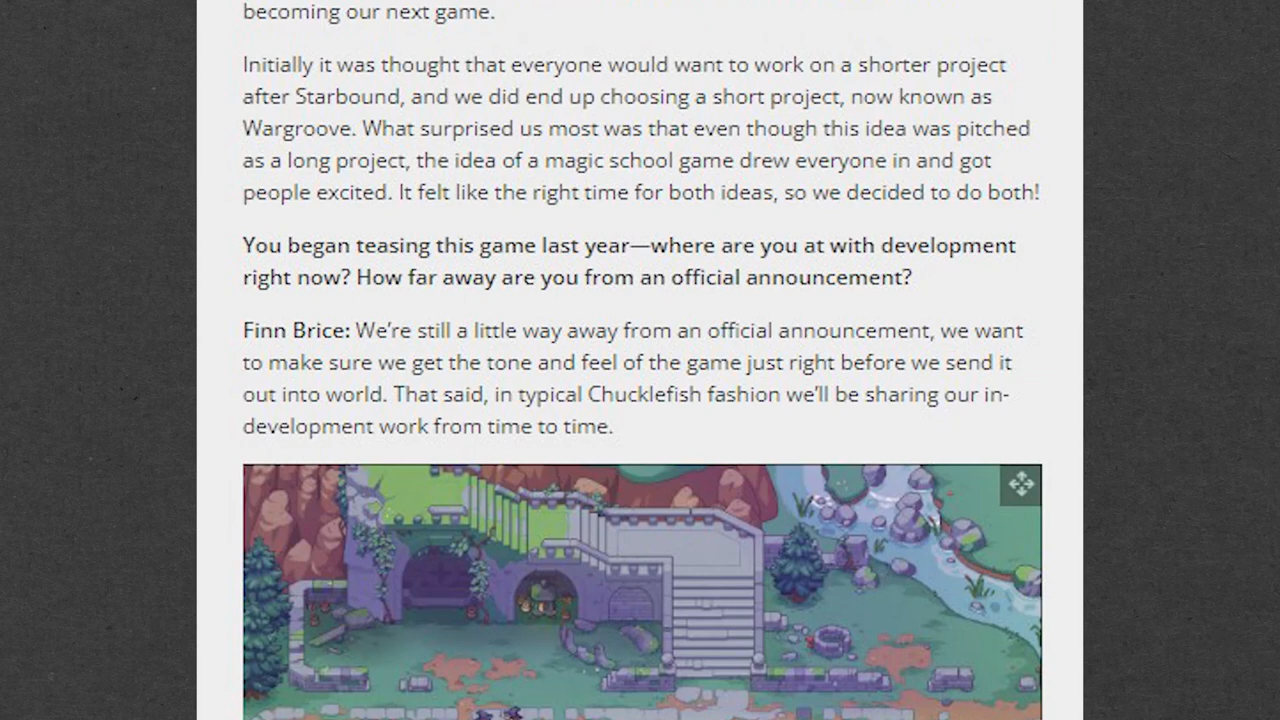 becoming our next game.
Initially it was thought that everyone would want to work on a shorter project
after Starbound, and we did end up choosing a short project, now known as
Wargroove. What surprised us most was that even though this idea was pitched
as a long project, the idea of a magic school game drew everyone in and got
people excited. It felt like the right time for both ideas, so we decided to do both!
You began teasing this game last year—where are you at with development
right now? How far away are you from an official announcement?
Finn Brice: We're still a little way away from an official announcement, we want
to make sure we get the tone and feel of the game just right before we send it
out into world. That said, in typical Chucklefish fashion we'll be sharing our in-
development work from time to time.